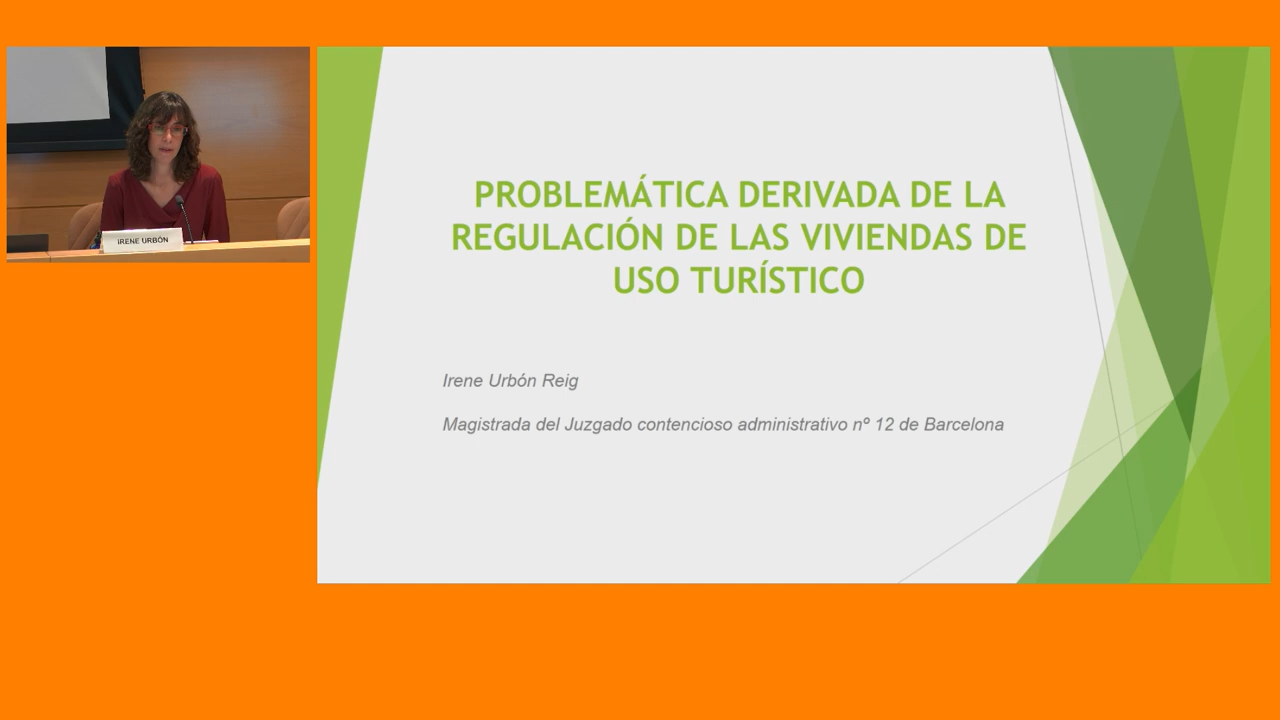 IRENE URBÓN
PROBLEMÁTICA DERIVADA DE LA
REGULACIÓN DE LAS VIVIENDAS DE
USO TURÍSTICO
Irene Urbón Reig
Magistrada del Juzgado contencioso administrativo nº 12 de Barcelona